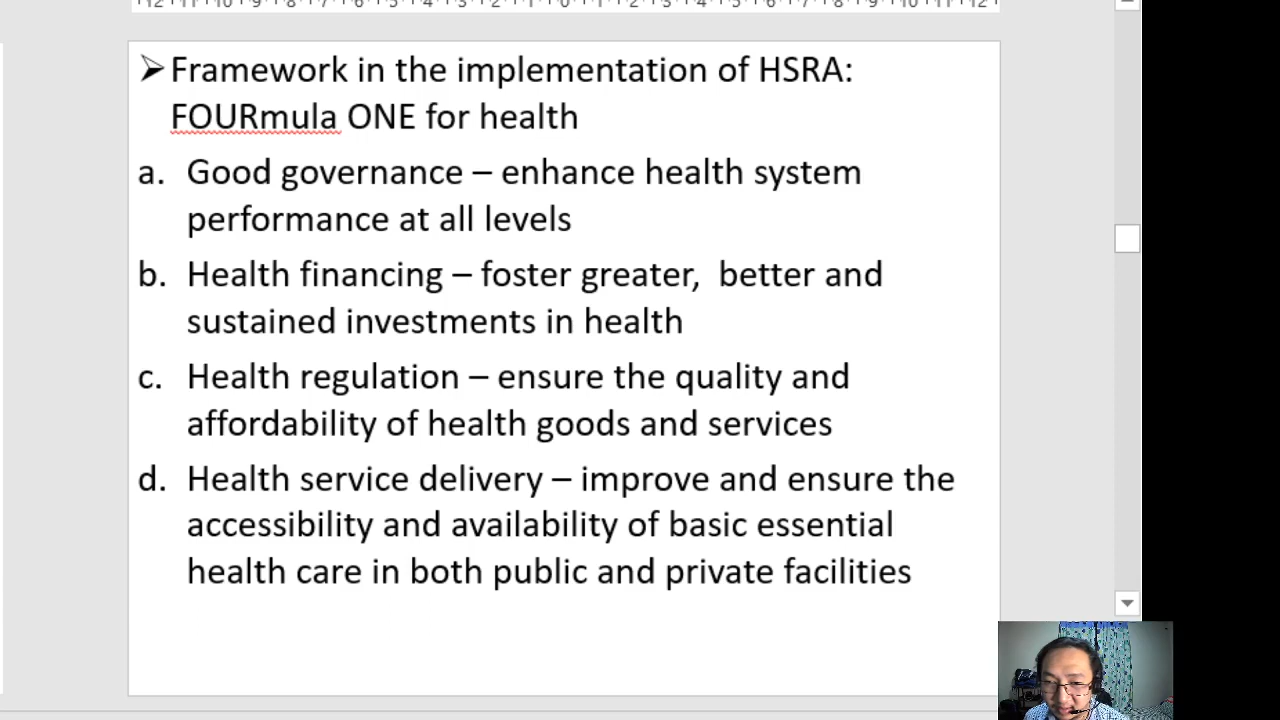 ➢Framework in the implementation of HSRA:
FOURmula ONE for health
a. Good governance – enhance health system
performance at all levels
b. Health financing – foster greater,  better and
sustained investments in health
c. Health regulation – ensure the quality and
affordability of health goods and services
d. Health service delivery – improve and ensure the
accessibility and availability of basic essential
health care in both public and private facilities